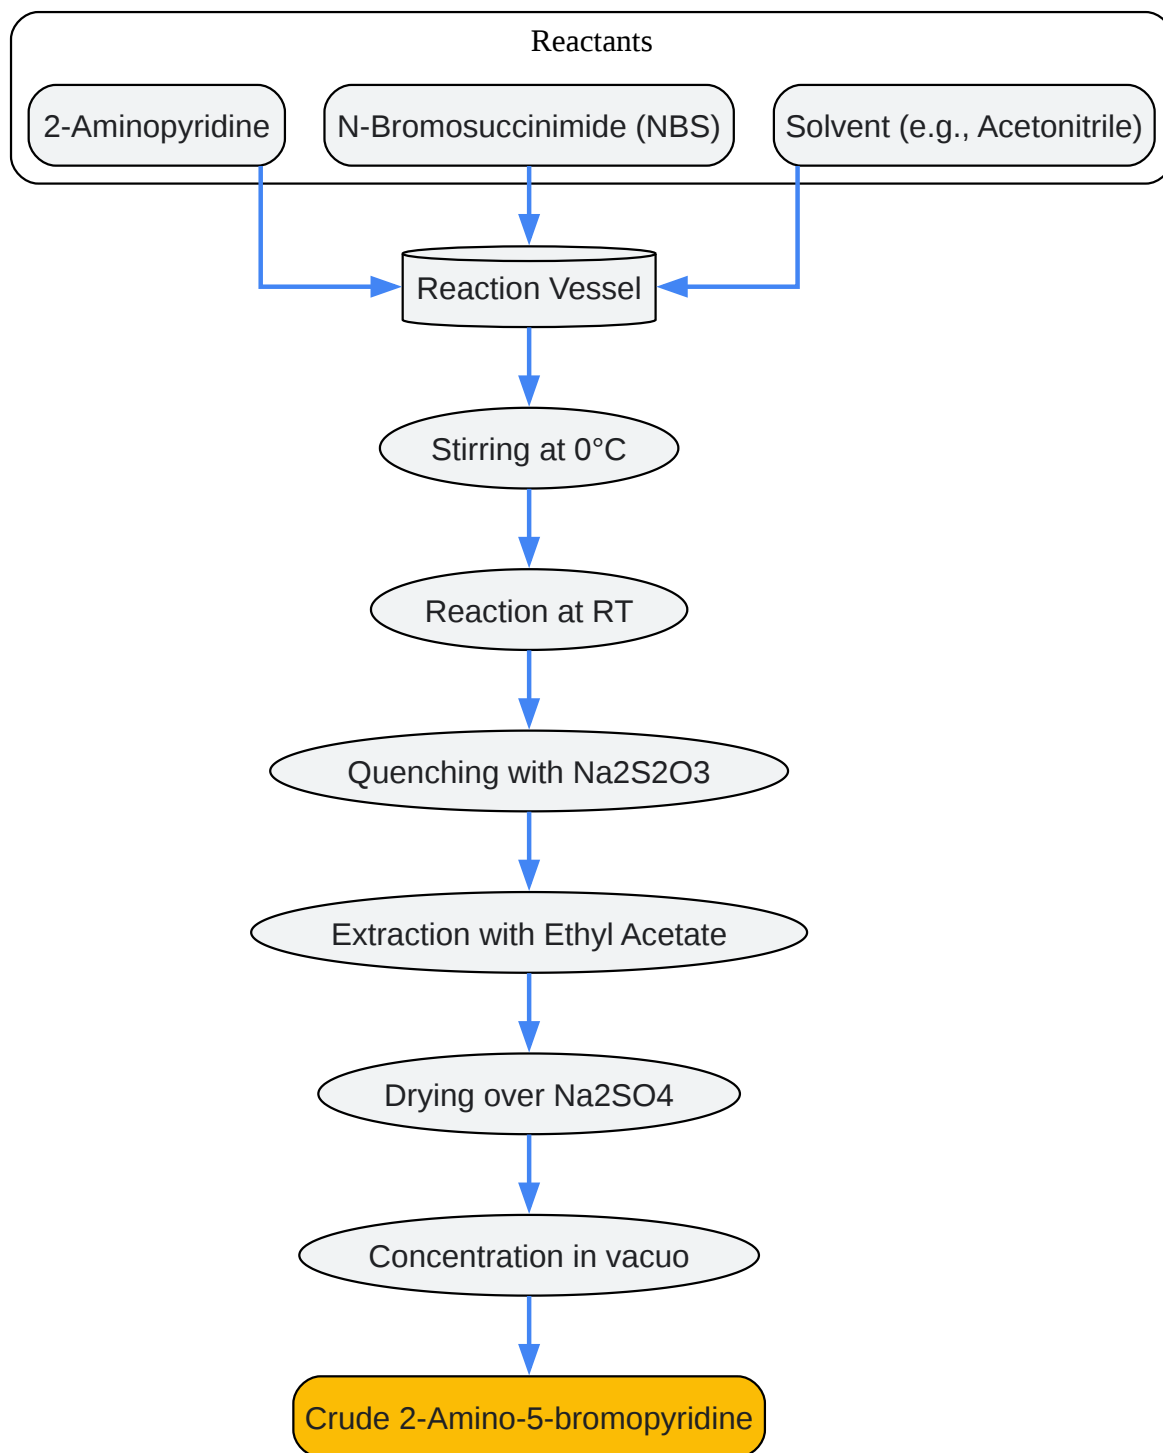 Reactants
2-Aminopyridine
N-Bromosuccinimide (NBS)
Solvent (e.g., Acetonitrile)
Reaction Vessel
Stirring at 0°C
Reaction at RT
Quenching with Na2S2O3
Extraction with Ethyl Acetate
Drying over Na2SO4
Concentration in vacuo
Crude 2-Amino-5-bromopyridine